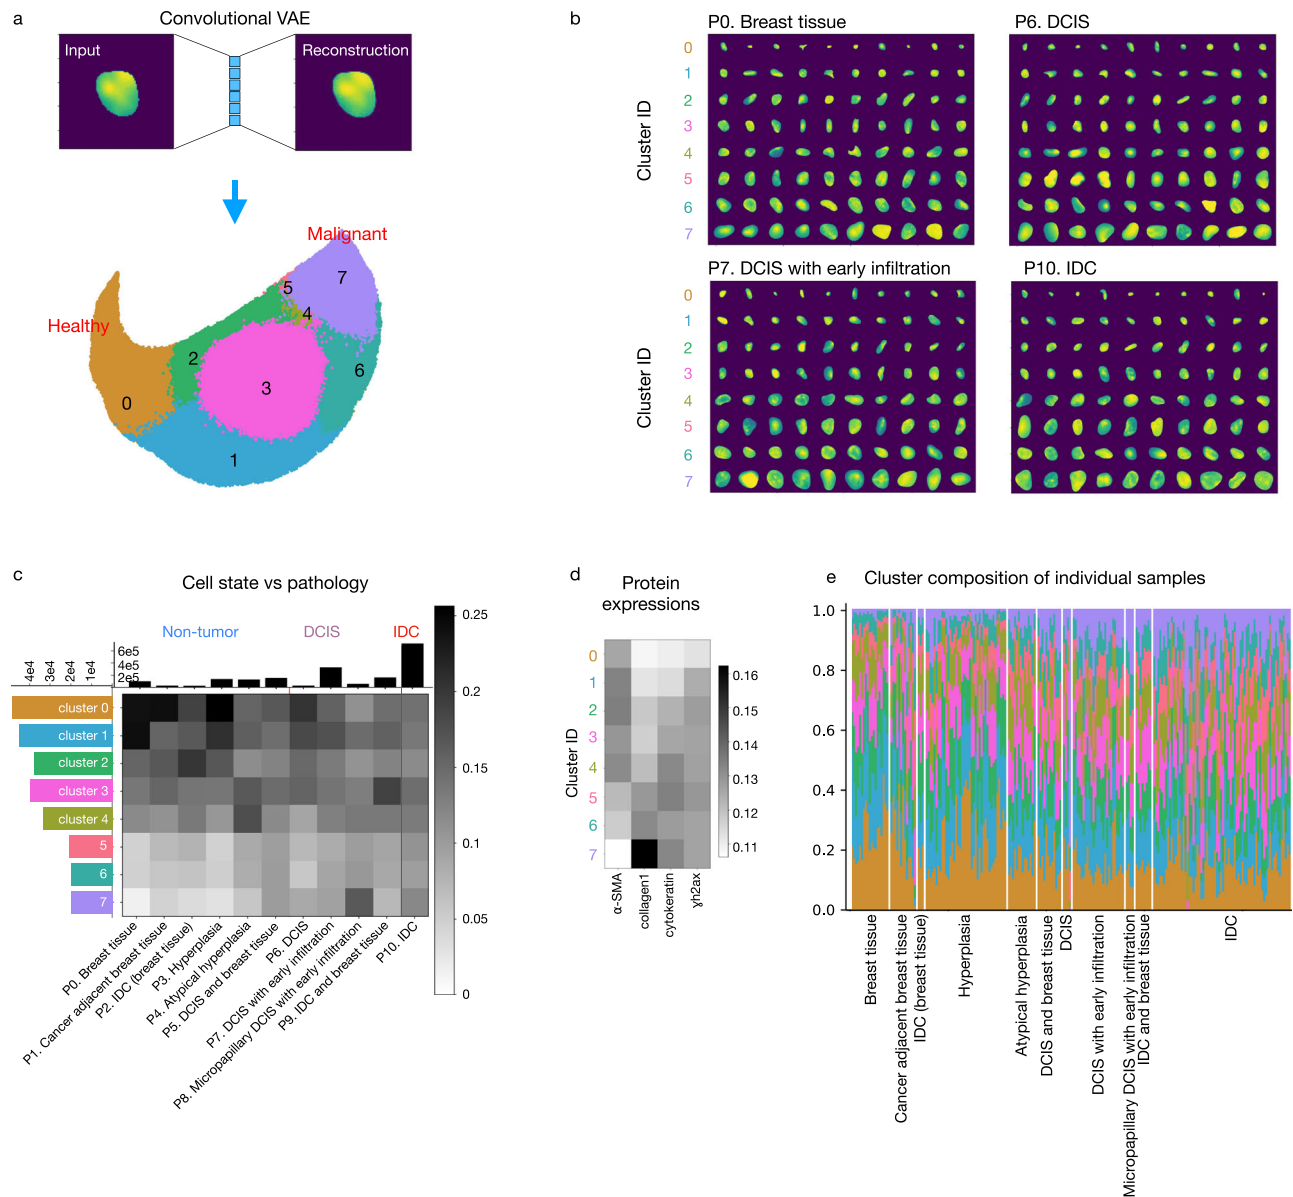 a
Convolutional VAE
Input
Reconstruction
Malignant
Healthy
0
1
2
3
4
5
6
7
b
P0. Breast tissue
P6. DCIS
Cluster ID
0
1
2
3
4
5
6
7
P7. DCIS with early infiltration
P10. IDC
Cluster ID
0
1
2
3
4
5
6
7
c
Cell state vs pathology
Non-tumor
DCIS
IDC
6e5
4e5
2e5
4e4
3e4
2e4
1e4
cluster 0
cluster 1
cluster 2
cluster 3
cluster 4
5
6
7
0.25
0.2
0.15
0.1
0.05
0
P0. Breast tissue
P1. Cancer adjacent breast tissue
P2. IDC (breast tissue)
P3. Hyperplasia
P4. Atypical hyperplasia
P5. DCIS and breast tissue
P6. DCIS
P7. DCIS with early infiltration
P8. Micropapillary DCIS with early infiltration
P9. IDC and breast tissue
P10. IDC
d
Protein
expressions
Cluster ID
0
1
2
3
4
5
6
7
α-SMA
collagen1
cytokeratin
γh2ax
0.16
0.15
0.14
0.13
0.12
0.11
e
Cluster composition of individual samples
1.0
0.8
0.6
0.4
0.2
0.0
Breast tissue
Cancer adjacent breast tissue
IDC (breast tissue)
Hyperplasia
Atypical hyperplasia
DCIS and breast tissue
DCIS
DCIS with early infiltration
Micropapillary DCIS with early infiltration
IDC and breast tissue
IDC